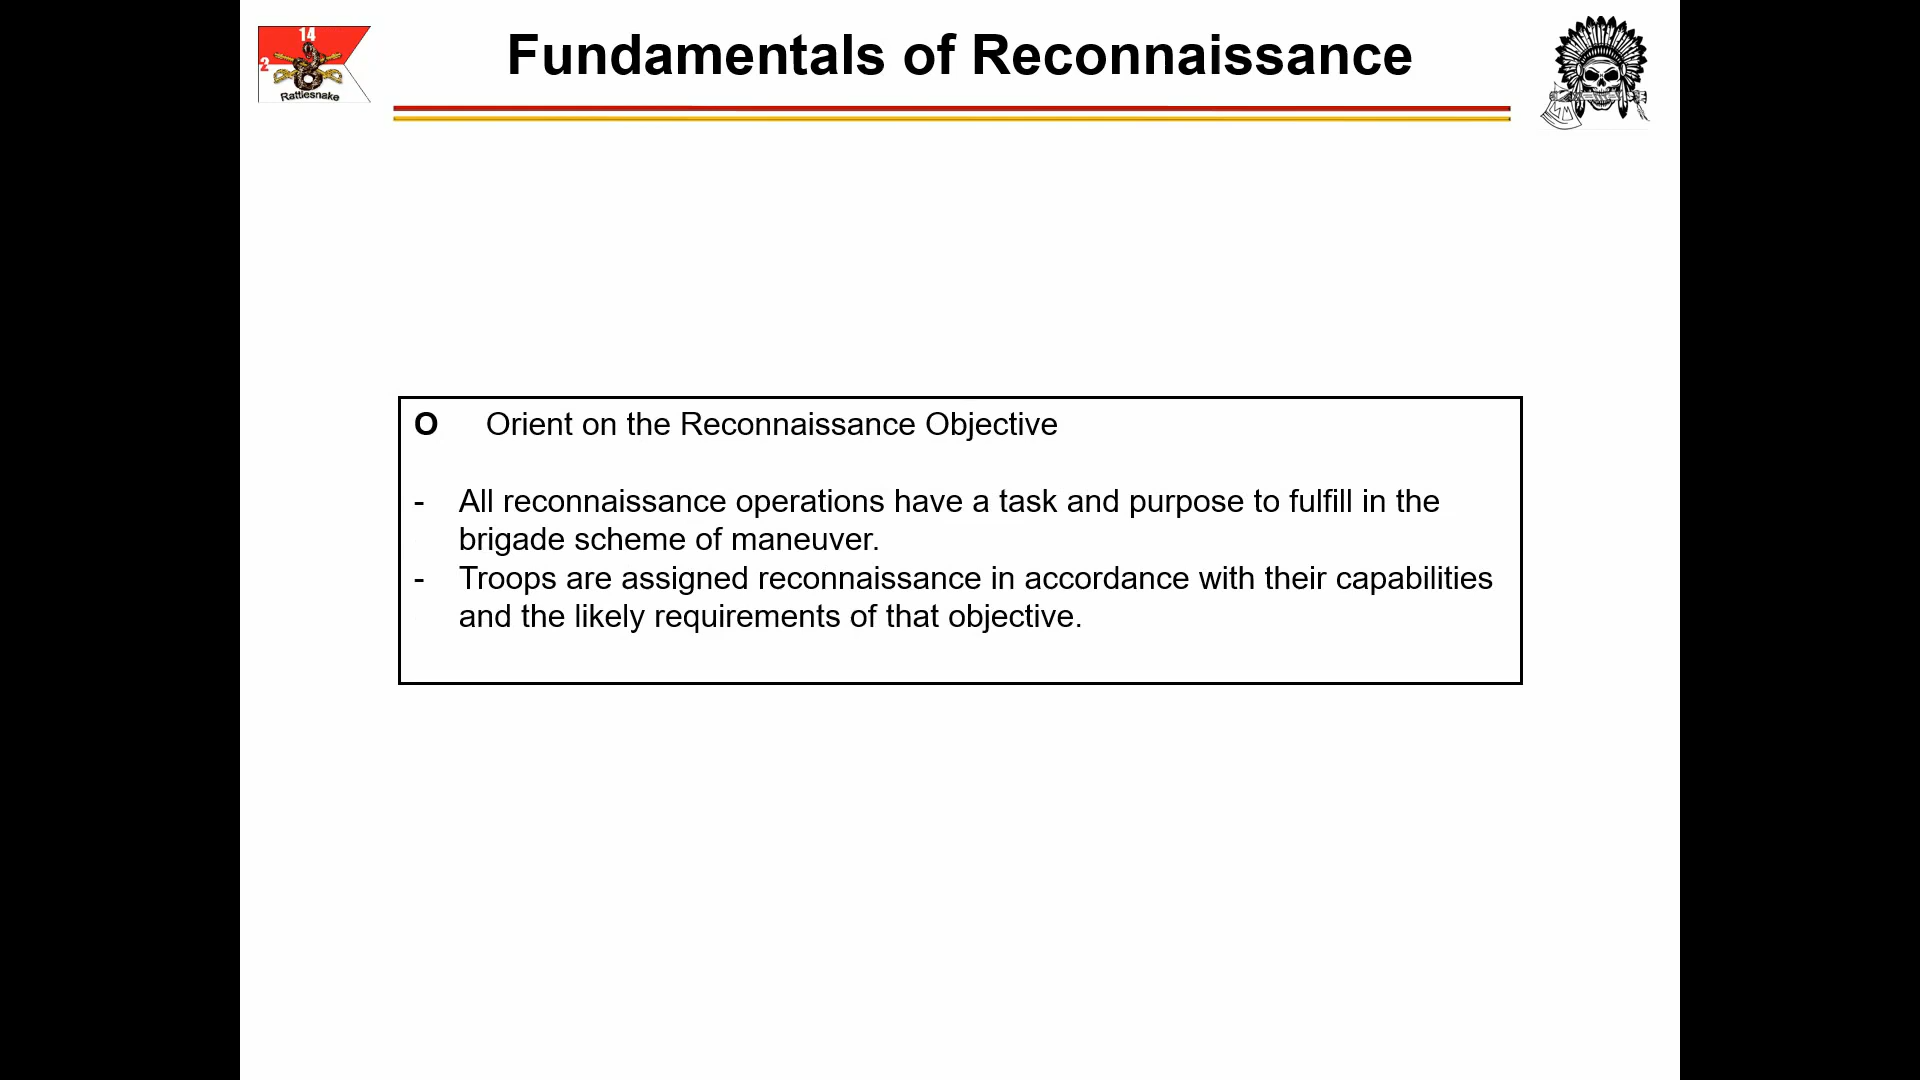 14
2
Rattlesnake
Fundamentals of Reconnaissance
O Orient on the Reconnaissance Objective
- All reconnaissance operations have a task and purpose to fulfill in the
brigade scheme of maneuver.
- Troops are assigned reconnaissance in accordance with their capabilities
and the likely requirements of that objective.